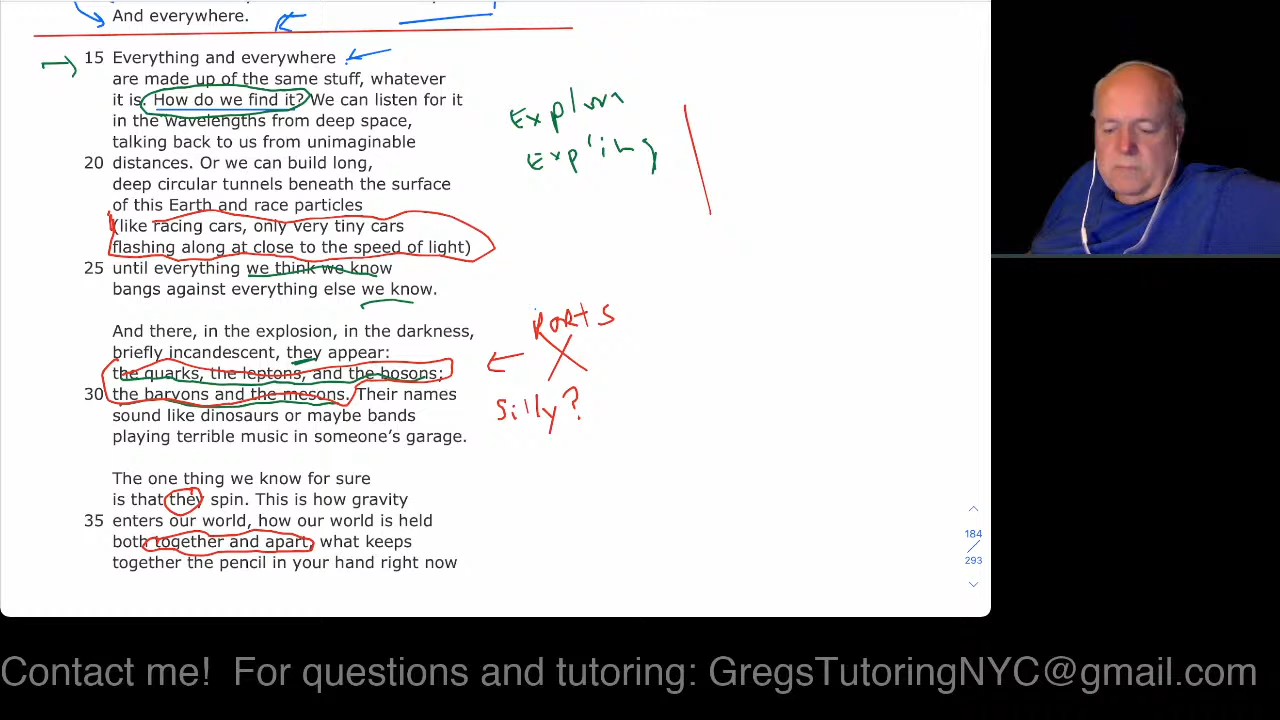 And everywhere.
15 Everything and everywhere
are made up of the same stuff, whatever
it is. How do we find it? We can listen for it
in the wavelengths from deep space,
talking back to us from unimaginable
20 distances. Or we can build long,
deep circular tunnels beneath the surface
of this Earth and race particles
(like racing cars, only very tiny cars
flashing along at close to the speed of light)
25 until everything we think we know
bangs against everything else we know.
And there, in the explosion, in the darkness,
briefly incandescent, they appear:
the quarks, the leptons, and the bosons;
30 the baryons and the mesons. Their names
sound like dinosaurs or maybe bands
playing terrible music in someone's garage.
The one thing we know for sure
is that they spin. This is how gravity
35 enters our world, how our world is held
both together and apart, what keeps
together the pencil in your hand right now
Silly?
184
293
Contact me! For questions and tutoring: GregsTutoringNYC@gmail.com